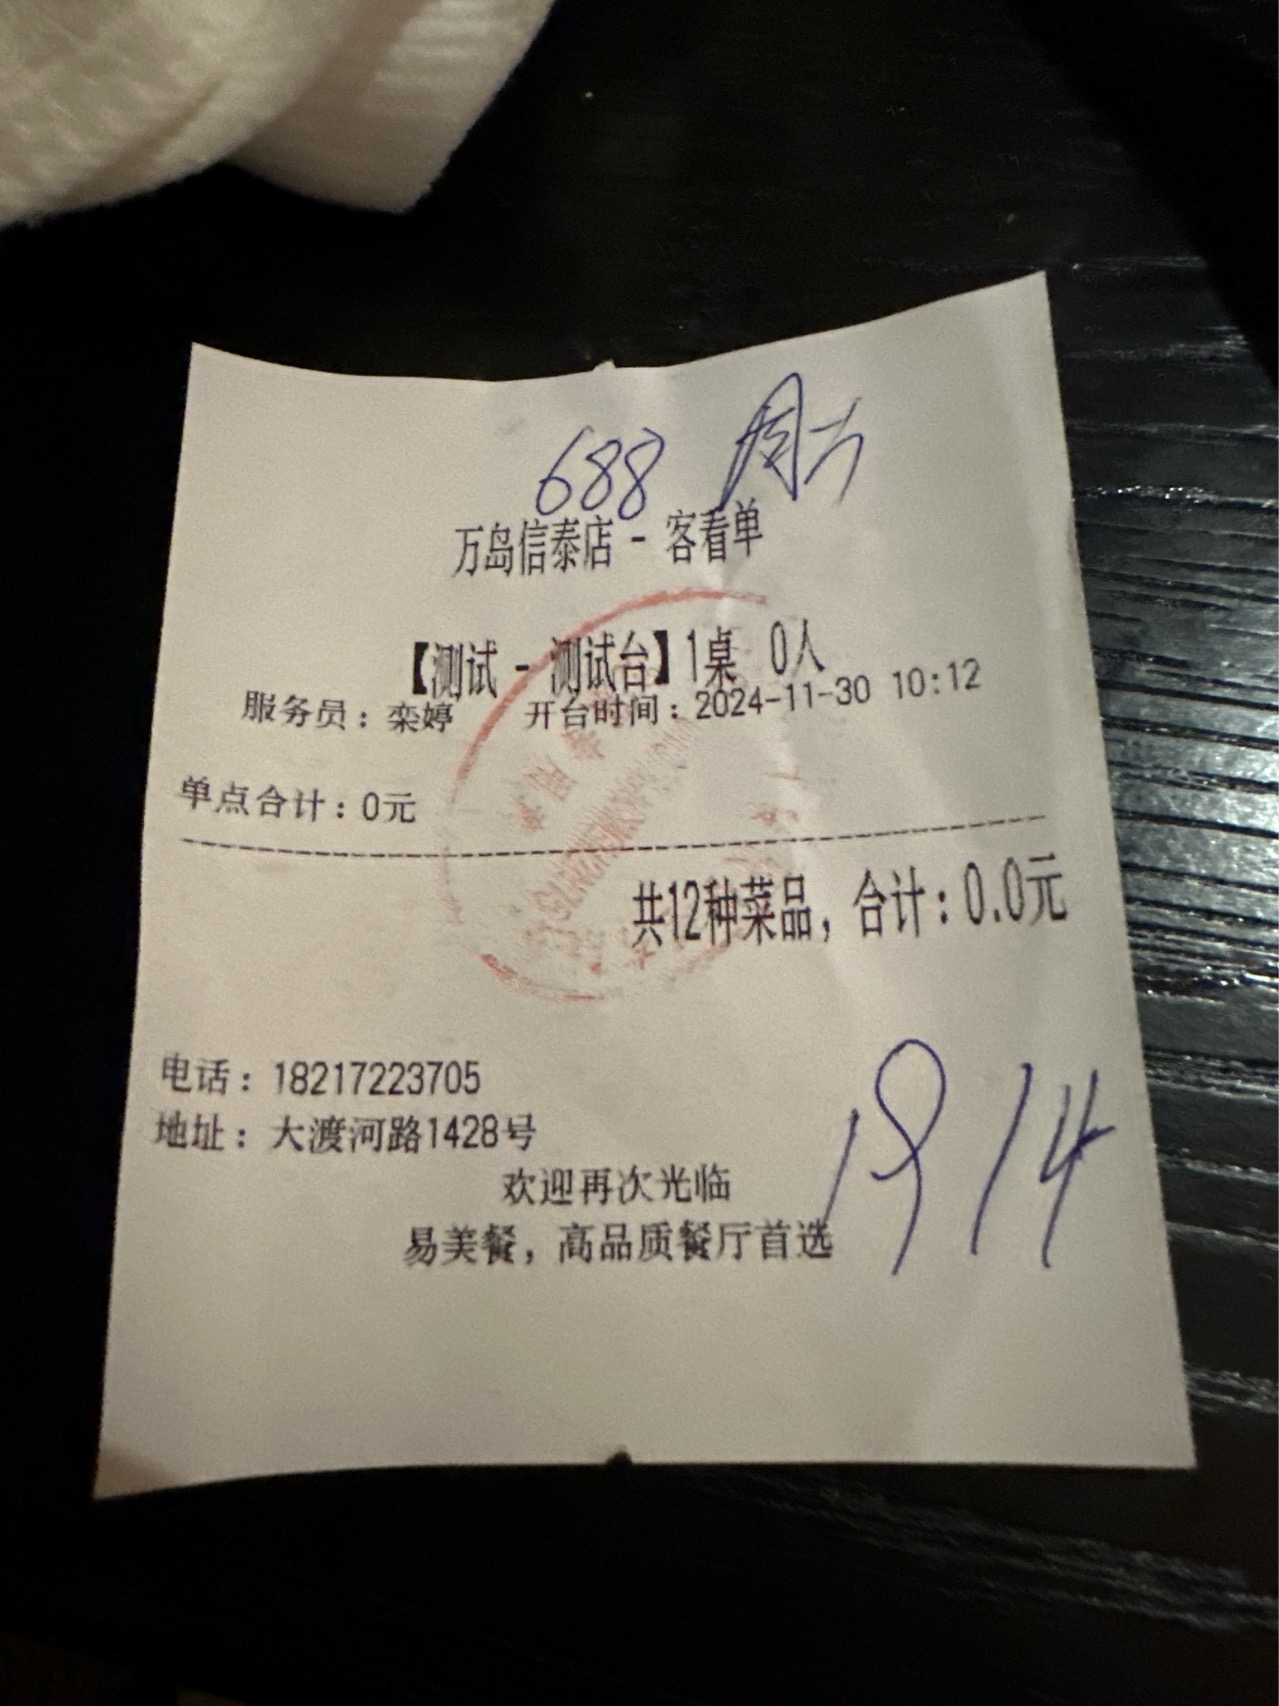 688 周六
万岛信泰店 - 客看单
【测试 - 测试台】1桌 0人
服务员：栾婷 开台时间：2024-11-30 10:12
单点合计：0元
共12种菜品，合计：0.0元
电话：18217223705
地址：大渡河路1428号
欢迎再次光临
易美餐，高品质餐厅首选